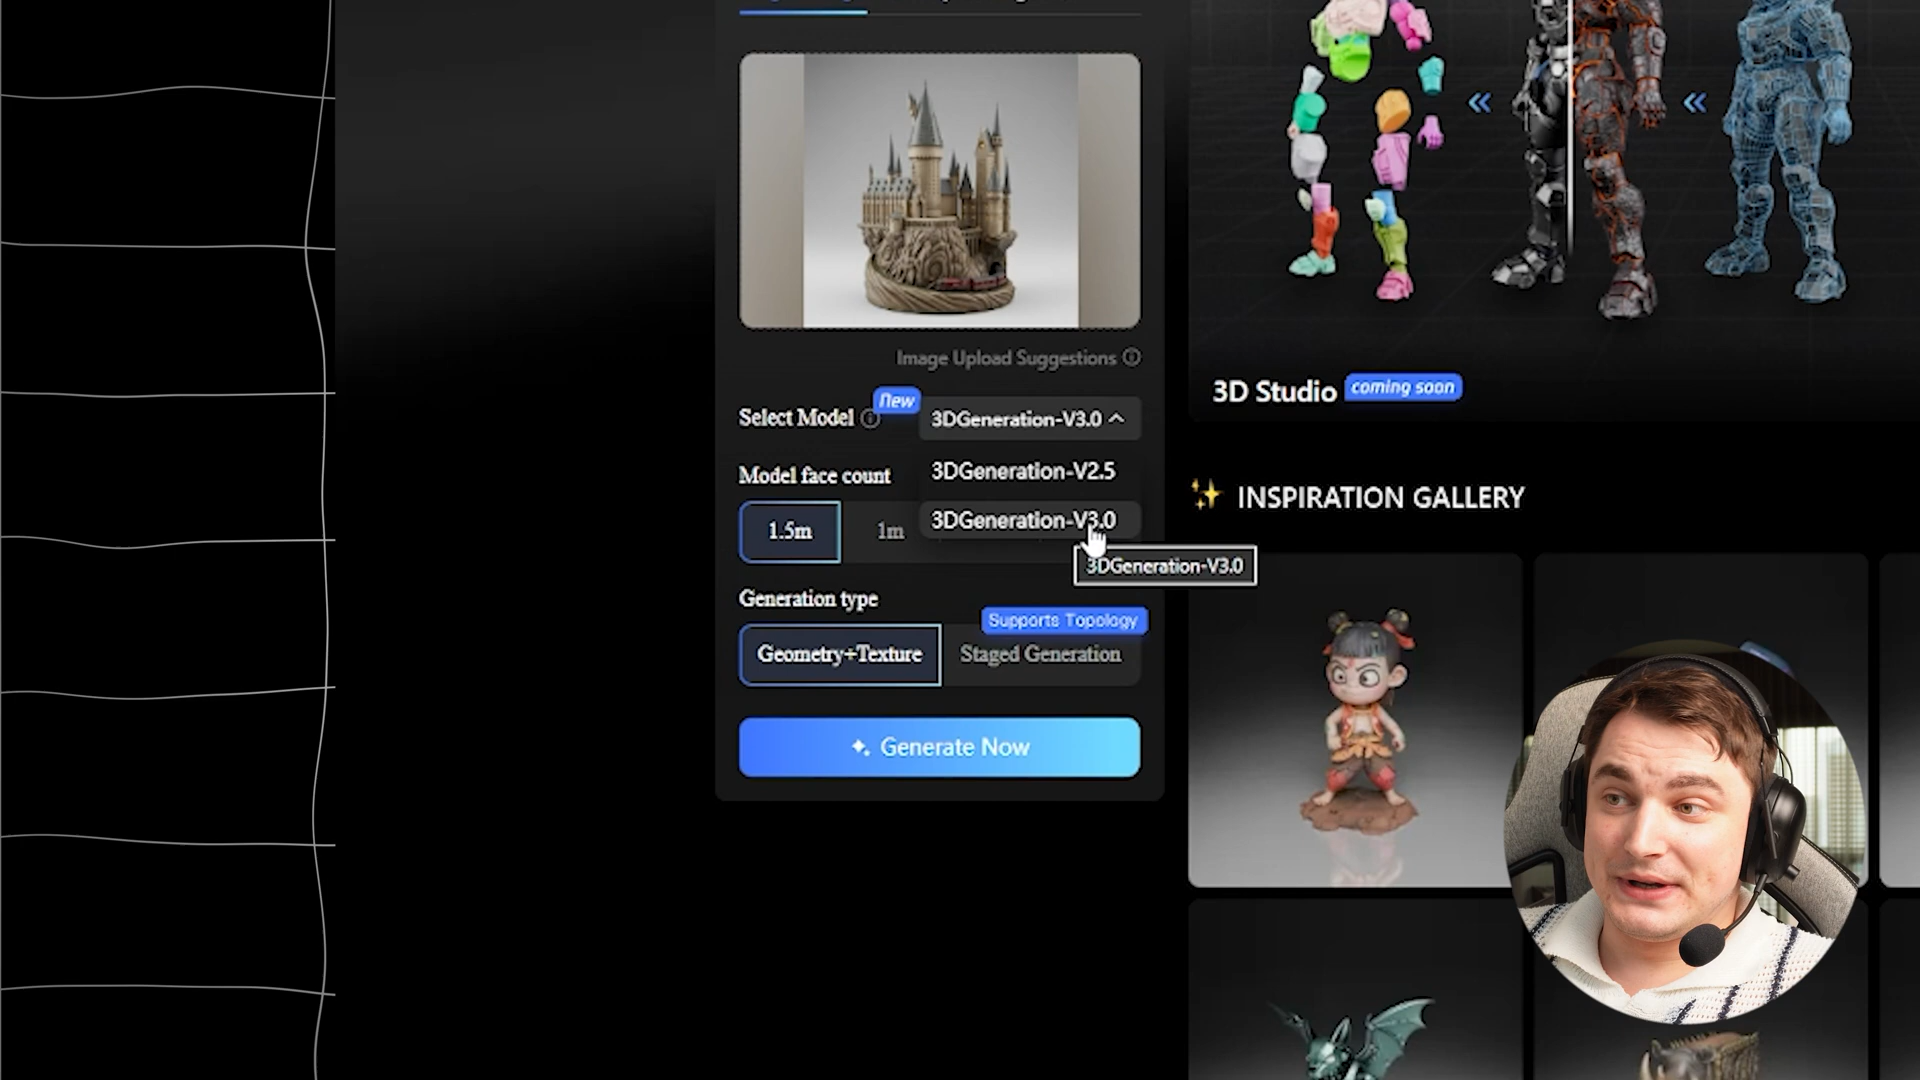 Image Upload Suggestions
New
Select Model
3DGeneration-V3.0
3DGeneration-V2.5
Model face count
1.5m
1m
3DGeneration-V3.0
3DGeneration-V3.0
Generation type
Supports Topology
Geometry+Texture
Staged Generation
Generate Now
3D Studio
coming soon
INSPIRATION GALLERY